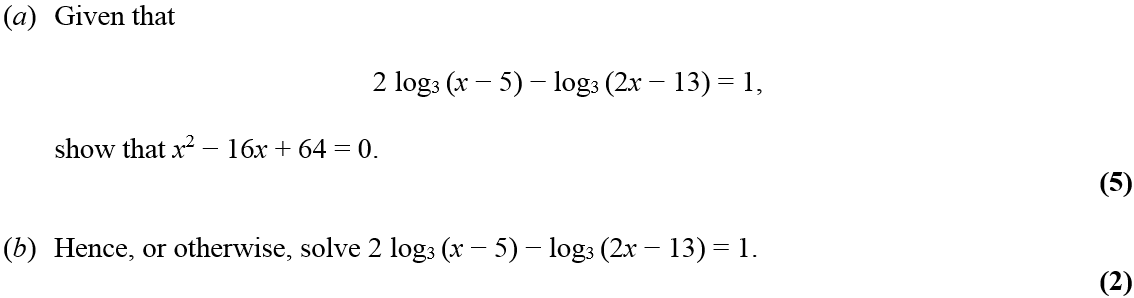 (a) Given that
2 log₃ (x − 5) − log₃ (2x − 13) = 1,
show that x² − 16x + 64 = 0.
(5)
(b) Hence, or otherwise, solve 2 log₃ (x − 5) − log₃ (2x − 13) = 1.
(2)